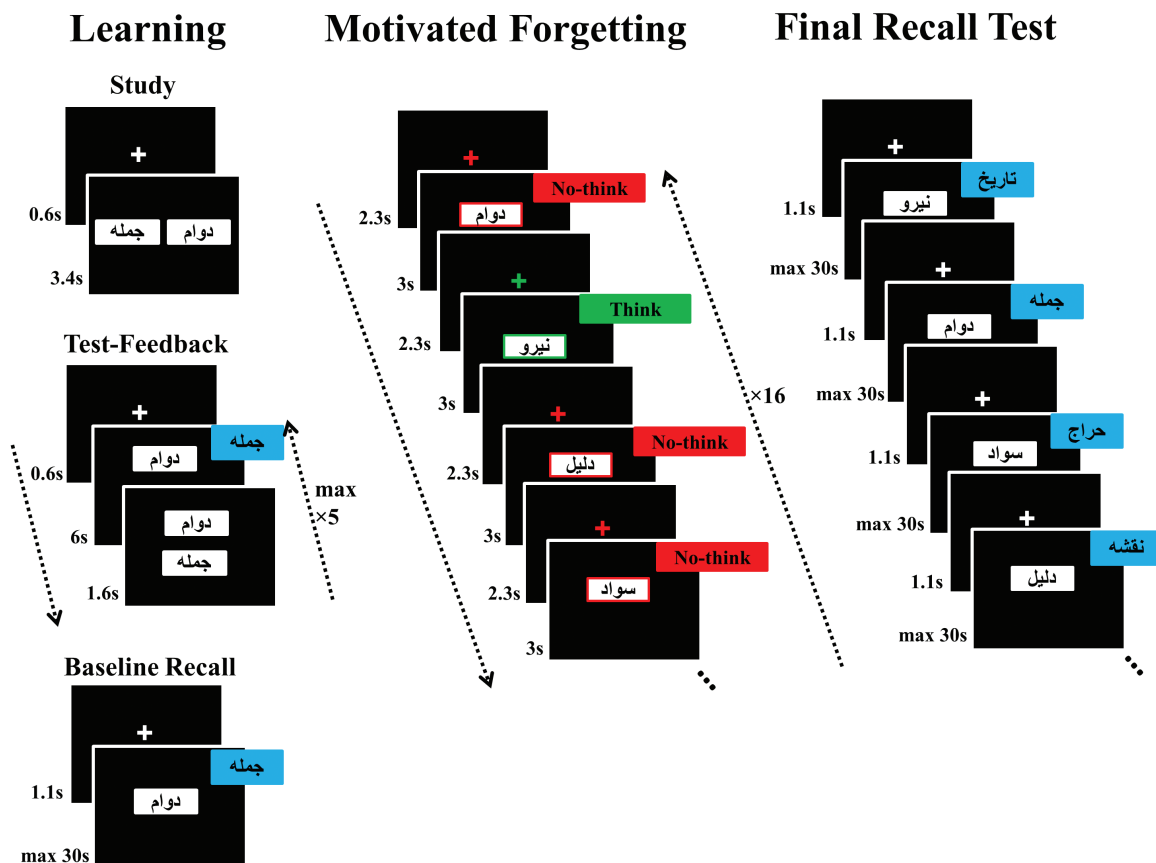 Learning
Study
+
0.6s
جمله دوام
3.4s
Test-Feedback
+
جمله
دوام
0.6s
دوام
جمله
6s
1.6s
max
×5
Baseline Recall
+
جمله
دوام
1.1s
max 30s
Motivated Forgetting
+
No-think
دوام
2.3s
+
3s
Think
نیرو
2.3s
+
3s
No-think
دلیل
2.3s
+
3s
No-think
سواد
2.3s
3s
...
×16
Final Recall Test
+
تاریخ
نیرو
1.1s
+
max 30s
جمله
دوام
1.1s
+
max 30s
حراج
سواد
1.1s
+
max 30s
نقشه
دلیل
1.1s
max 30s
...